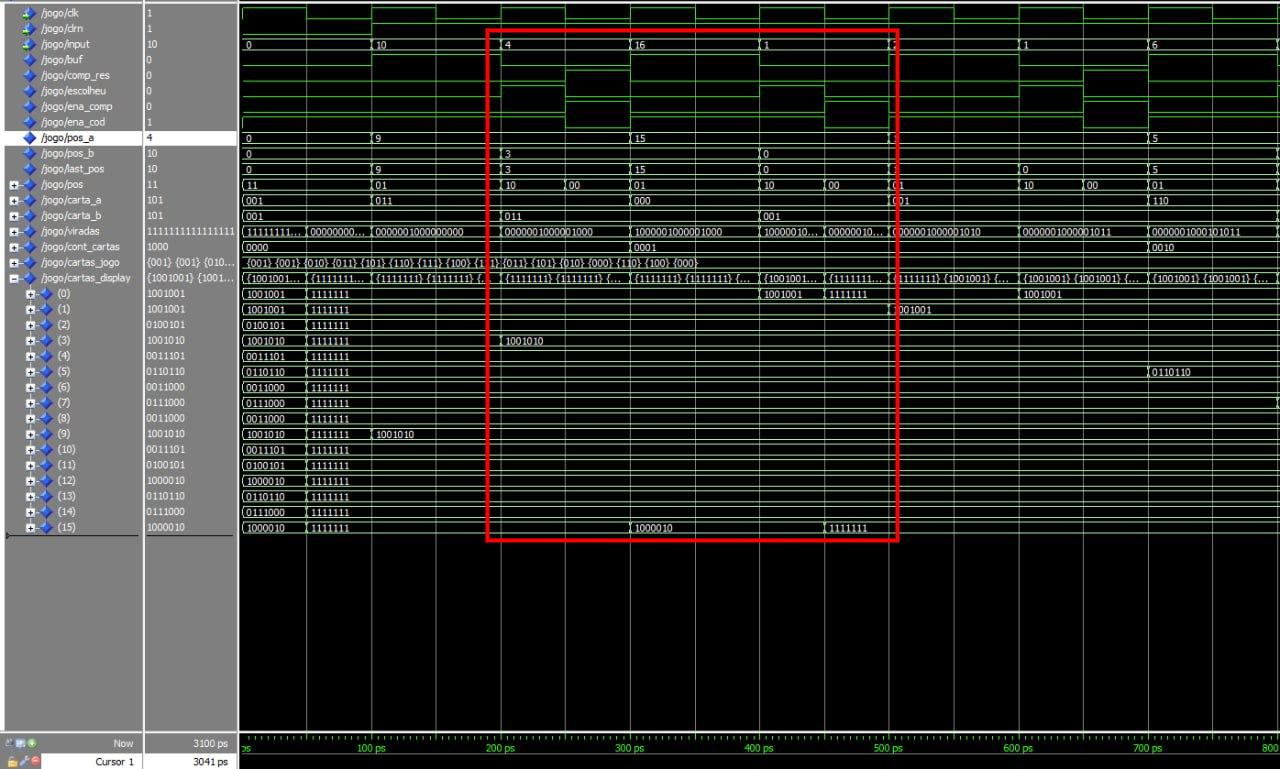 /jogo/clk 1
/jogo/clrn 1
/jogo/input 10 0 10 4 16 1 1 6
/jogo/buf 0
/jogo/comp_res 0
/jogo/escolheu 0
/jogo/ena_comp 0
/jogo/ena_cod 1
/jogo/pos_a 4 0 9 15 5
/jogo/pos_b 10 0 3 0
/jogo/last_pos 10 0 9 3 15 0 0 5
/jogo/pos 11 11 01 10 00 01 10 00 01 10 00 01
/jogo/carta_a 101 001 011 000 001 110
/jogo/carta_b 101 001 011 001
/jogo/viradas 1111111111111111 11111111... 00000000... 0000001000000000 0000001000001000 1000001000001000 10000010... 0000010... 0000001000001010 0000001000001011 0000001000101011
/jogo/cont_cartas 1000 0000 0001 0010
/jogo/cartas_jogo {001} {001} {010... {001} {001} {010} {011} {101} {110} {111} {100} {111} {011} {101} {010} {000} {110} {100} {000}
/jogo/cartas_display {1001001} {1001... {1001001... {1111111} {... {1111111} {1111111} {... {1111111} {1111111} {... {1111111} {1111111} {... {1001001... {1111111... {1111111} {1001001} {... {1001001} {1001001} {... {1001001} {1001001} {...
(0) 1001001 1001001 1111111 1001001 1111111 1001001
(1) 1001001 1001001 1111111 1001001
(2) 0100101 0100101 1111111
(3) 1001010 1001010 1111111 1001010
(4) 0011101 0011101 1111111
(5) 0110110 0110110 1111111 0110110
(6) 0011000 0011000 1111111
(7) 0111000 0111000 1111111
(8) 0011000 0011000 1111111
(9) 1001010 1001010 1111111 1001010
(10) 0011101 0011101 1111111
(11) 0100101 0100101 1111111
(12) 1000010 1000010 1111111
(13) 0110110 0110110 1111111
(14) 0111000 0111000 1111111
(15) 1000010 1000010 1111111 1000010 1111111
Now 3100 ps ps 100 ps 200 ps 300 ps 400 ps 500 ps 600 ps 700 ps 800
Cursor 1 3041 ps